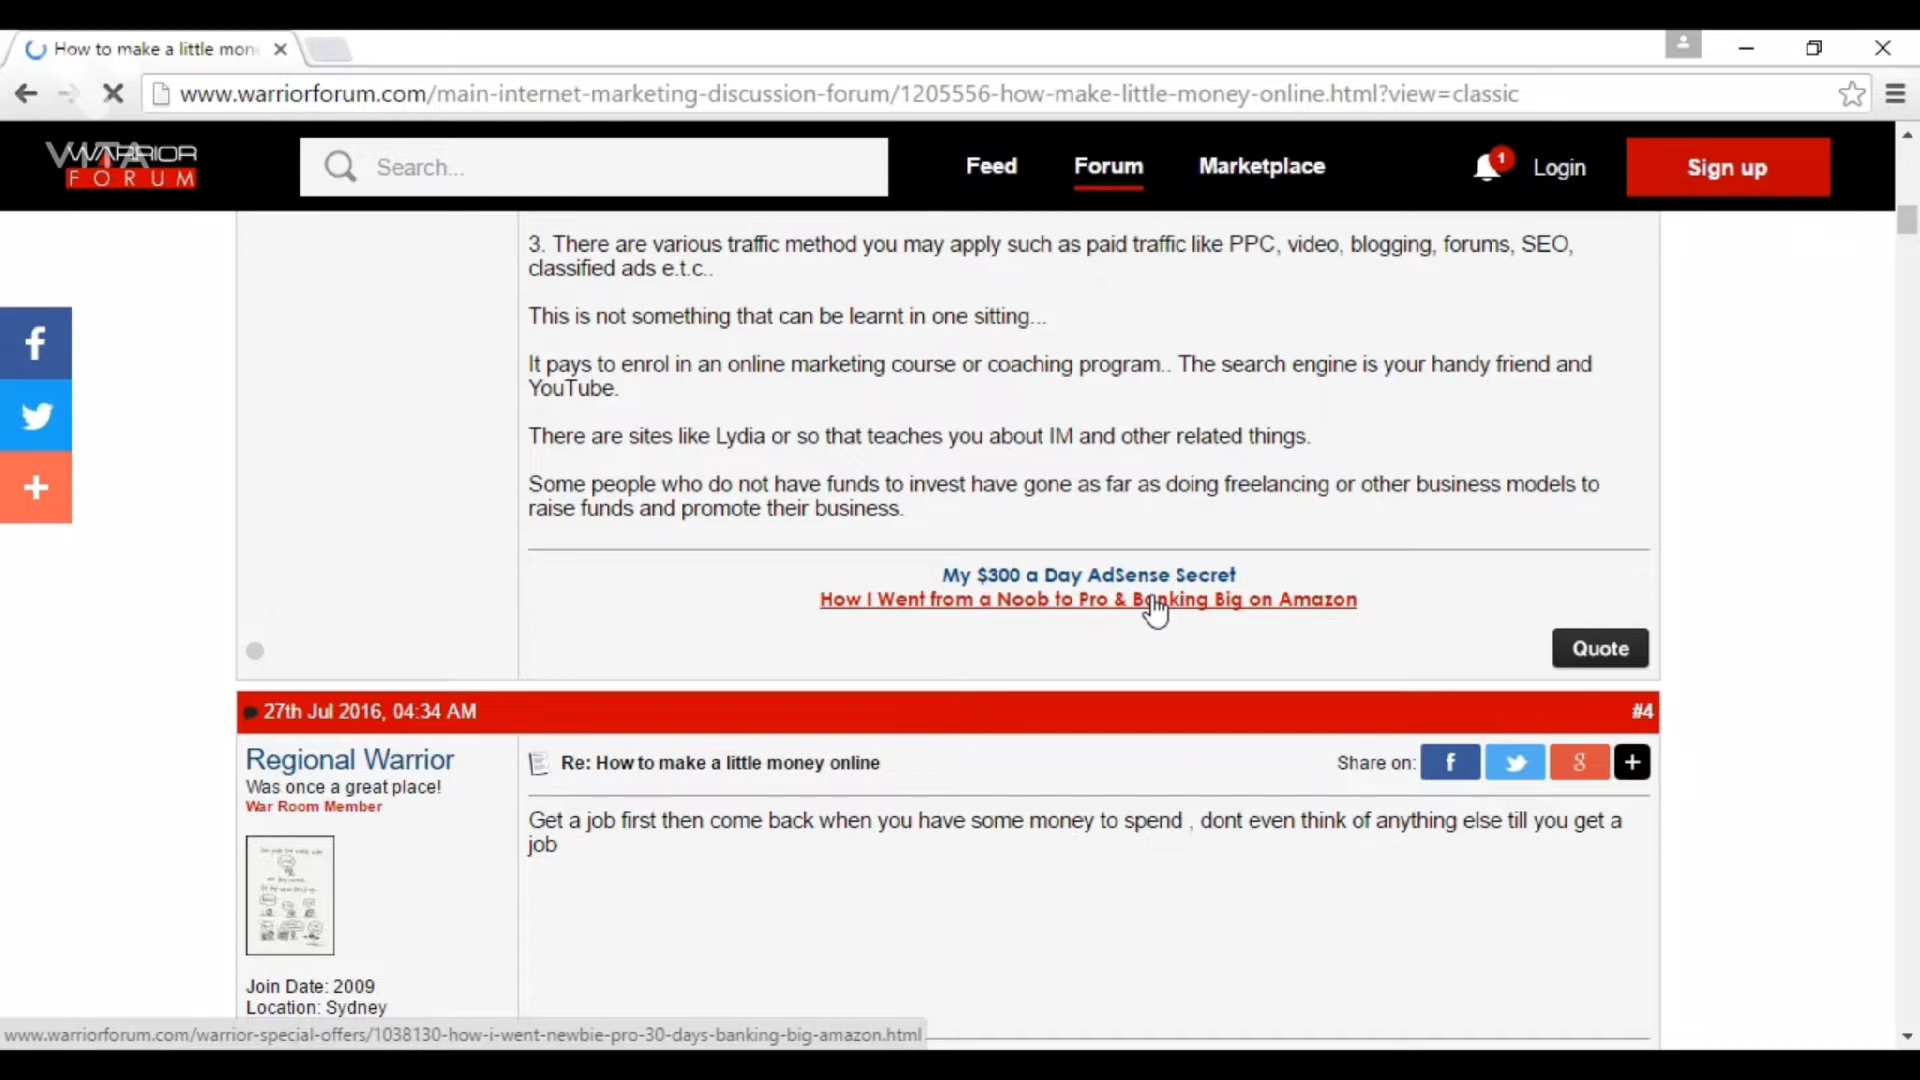 How to make a little mon
www.warriorforum.com/main-internet-marketing-discussion-forum/1205556-how-make-little-money-online.html?view=classic
WARRIOR
FORUM
VITA
Search...
Feed
Forum
Marketplace
1
Login
Sign up
3. There are various traffic method you may apply such as paid traffic like PPC, video, blogging, forums, SEO,
classified ads e.t.c..
This is not something that can be learnt in one sitting...
It pays to enrol in an online marketing course or coaching program.. The search engine is your handy friend and
YouTube.
There are sites like Lydia or so that teaches you about IM and other related things.
Some people who do not have funds to invest have gone as far as doing freelancing or other business models to
raise funds and promote their business.
My $300 a Day AdSense Secret
How I Went from a Noob to Pro & Banking Big on Amazon
Quote
27th Jul 2016, 04:34 AM
#4
Regional Warrior
Was once a great place!
War Room Member
Re: How to make a little money online
Share on:
Get a job first then come back when you have some money to spend , dont even think of anything else till you get a
job
Join Date: 2009
Location: Sydney
www.warriorforum.com/warrior-special-offers/1038130-how-i-went-newbie-pro-30-days-banking-big-amazon.html